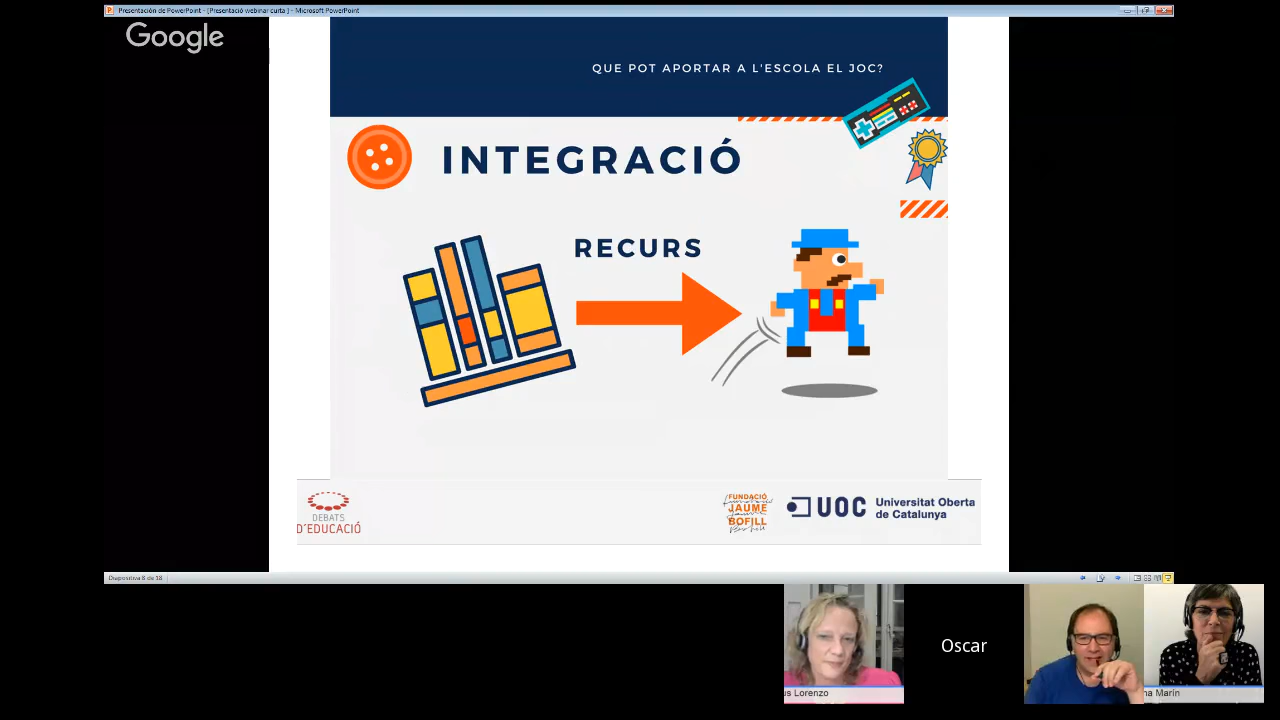 Presentación de PowerPoint - [Presentació webinar curta ] - Microsoft PowerPoint
Google
QUE POT APORTAR A L'ESCOLA EL JOC?
INTEGRACIÓ
RECURS
DEBATS
D'EDUCACIÓ
FUNDACIÓ
JAUME
BOFILL
UOC
Universitat Oberta
de Catalunya
Diapositiva 8 de 18
Oscar
us Lorenzo
na Marin